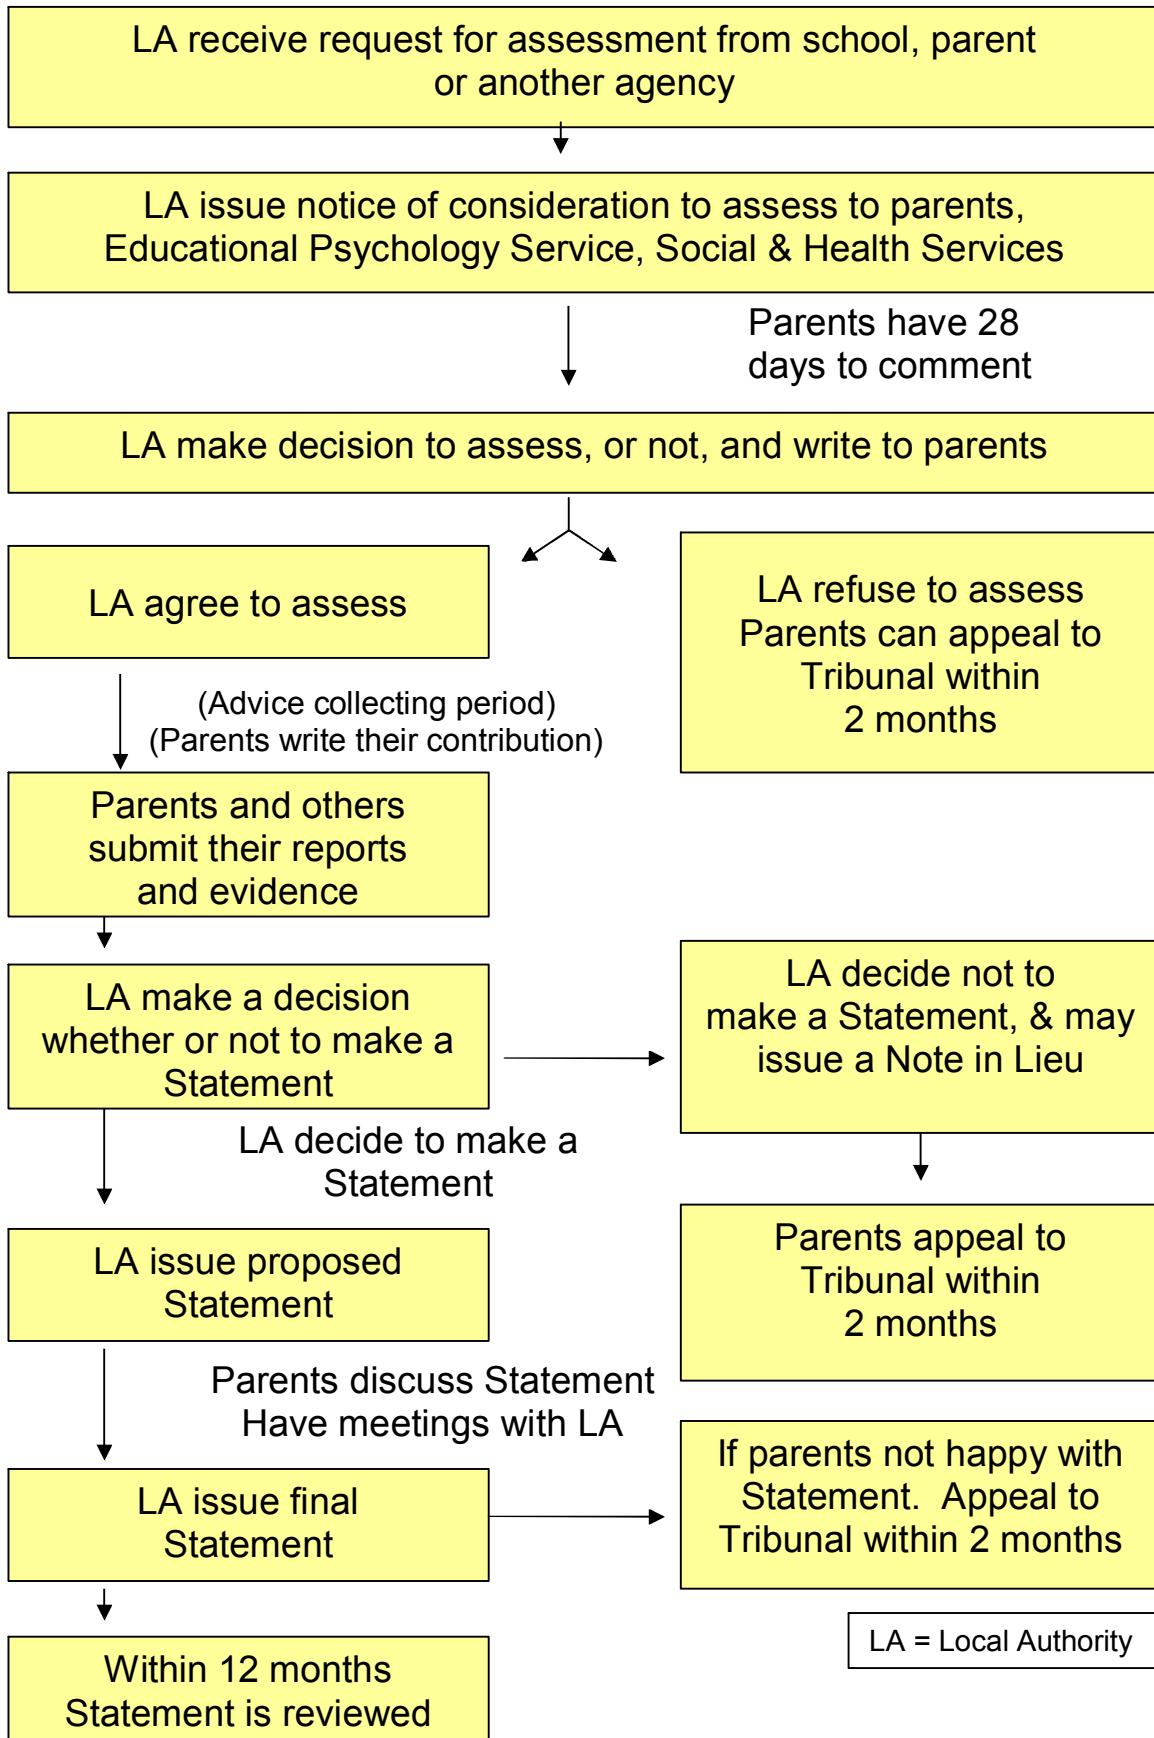 LA receive request for assessment from school, parent
or another agency
LA issue notice of consideration to assess to parents,
Educational Psychology Service, Social & Health Services
Parents have 28
days to comment
LA make decision to assess, or not, and write to parents
LA agree to assess
LA refuse to assess
Parents can appeal to
Tribunal within
2 months
(Advice collecting period)
(Parents write their contribution)
Parents and others
submit their reports
and evidence
LA make a decision
whether or not to make a
Statement
LA decide not to
make a Statement, & may
issue a Note in Lieu
LA decide to make a
Statement
Parents appeal to
Tribunal within
2 months
LA issue proposed
Statement
Parents discuss Statement
Have meetings with LA
LA issue final
Statement
If parents not happy with
Statement.  Appeal to
Tribunal within 2 months
LA = Local Authority
Within 12 months
Statement is reviewed